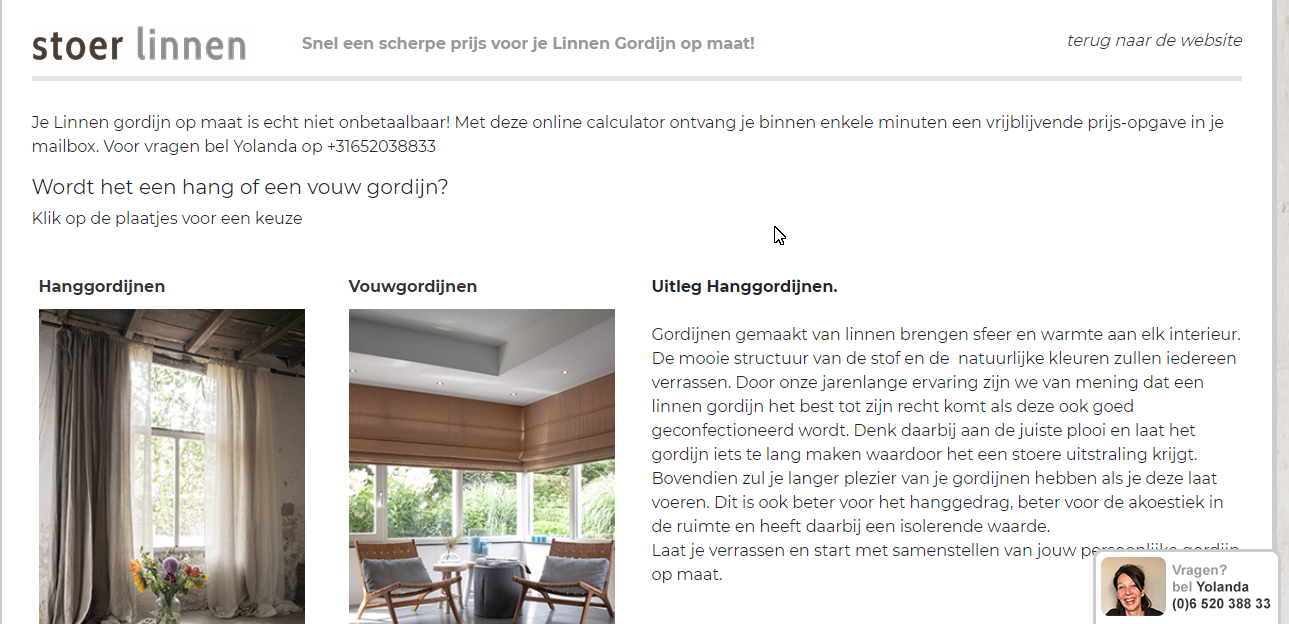 stoer linnen
Snel een scherpe prijs voor je Linnen Gordijn op maat!
terug naar de website
Je Linnen gordijn op maat is echt niet onbetaalbaar! Met deze online calculator ontvang je binnen enkele minuten een vrijblijvende prijs-opgave in je
mailbox. Voor vragen bel Yolanda op +31652038833
Wordt het een hang of een vouw gordijn?
Klik op de plaatjes voor een keuze
Hanggordijnen
Vouwgordijnen
Uitleg Hanggordijnen.
Gordijnen gemaakt van linnen brengen sfeer en warmte aan elk interieur.
De mooie structuur van de stof en de  natuurlijke kleuren zullen iedereen
verrassen. Door onze jarenlange ervaring zijn we van mening dat een
linnen gordijn het best tot zijn recht komt als deze ook goed
geconfectioneerd wordt. Denk daarbij aan de juiste plooi en laat het
gordijn iets te lang maken waardoor het een stoere uitstraling krijgt.
Bovendien zul je langer plezier van je gordijnen hebben als je deze laat
voeren. Dit is ook beter voor het hanggedrag, beter voor de akoestiek in
de ruimte en heeft daarbij een isolerende waarde.
Laat je verrassen en start met samenstellen van jouw persoonlijke gordijn
op maat.
Vragen?
bel Yolanda
(0)6 520 388 33